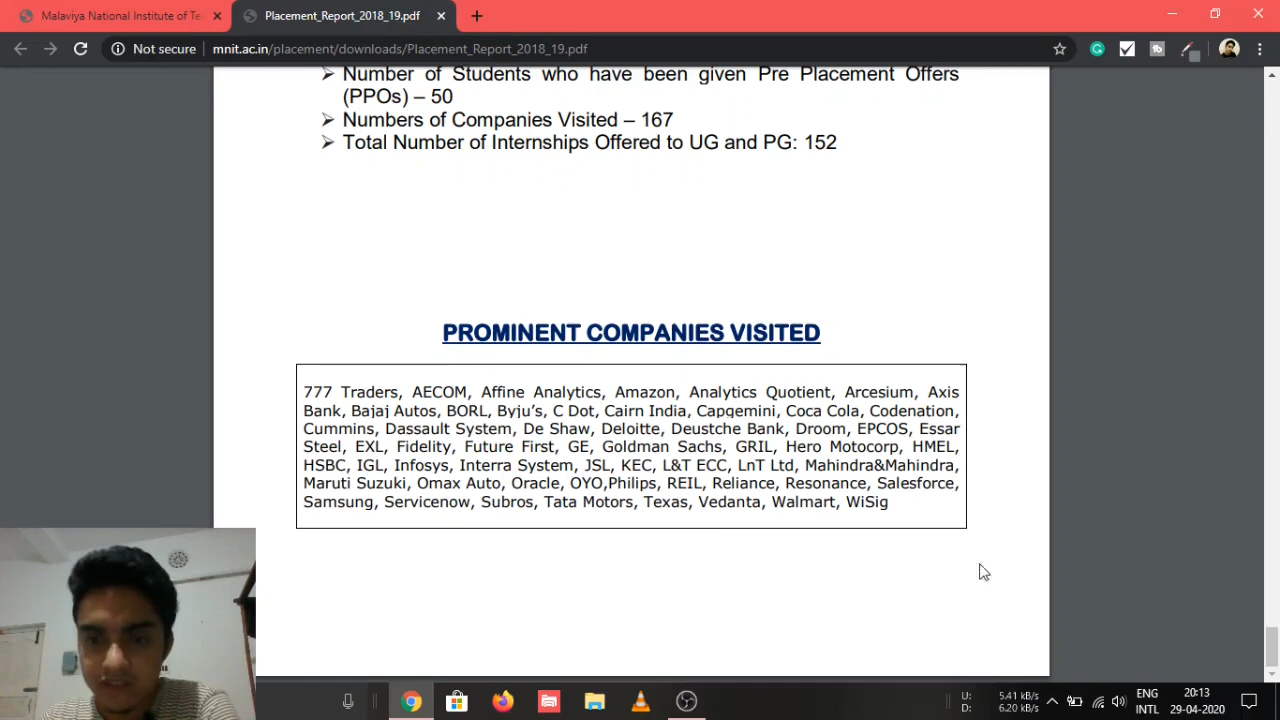 Malaviya National Institute of Te
Placement_Report_2018_19.pdf
Not secure
mnit.ac.in/placement/downloads/Placement_Report_2018_19.pdf
➢ Number of Students who have been given Pre Placement Offers
(PPOs) – 50
➢ Numbers of Companies Visited – 167
➢ Total Number of Internships Offered to UG and PG: 152
PROMINENT COMPANIES VISITED
777 Traders, AECOM, Affine Analytics, Amazon, Analytics Quotient, Arcesium, Axis
Bank, Bajaj Autos, BORL, Byju's, C Dot, Cairn India, Capgemini, Coca Cola, Codenation,
Cummins, Dassault System, De Shaw, Deloitte, Deustche Bank, Droom, EPCOS, Essar
Steel, EXL, Fidelity, Future First, GE, Goldman Sachs, GRIL, Hero Motocorp, HMEL,
HSBC, IGL, Infosys, Interra System, JSL, KEC, L&T ECC, LnT Ltd, Mahindra&Mahindra,
Maruti Suzuki, Omax Auto, Oracle, OYO,Philips, REIL, Reliance, Resonance, Salesforce,
Samsung, Servicenow, Subros, Tata Motors, Texas, Vedanta, Walmart, WiSig
U: 5.41 kB/s
D: 6.20 kB/s
ENG
INTL
20:13
29-04-2020